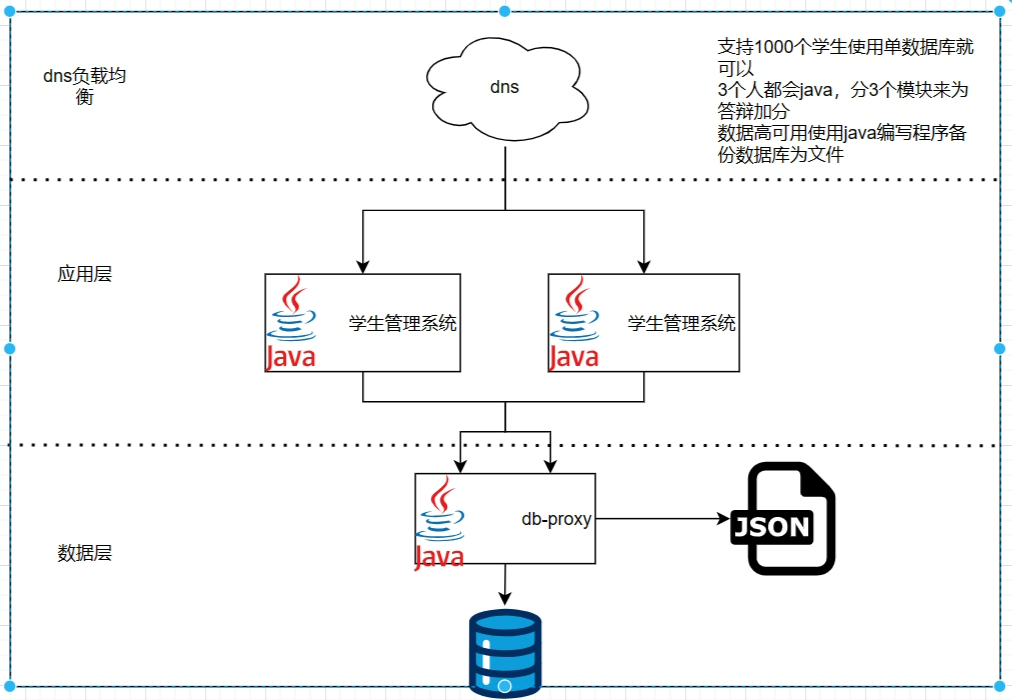 dns负载均
衡
dns
支持1000个学生使用单数据库就
可以
3个人都会java，分3个模块来为
答辩加分
数据高可用使用java编写程序备
份数据库为文件
应用层
学生管理系统
Java
学生管理系统
Java
数据层
db-proxy
Java
JSON